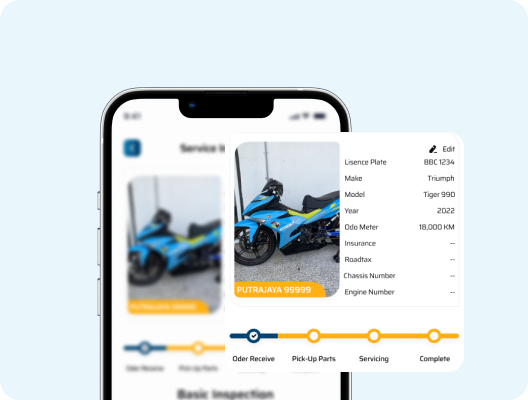 9:41
Service In
Edit
Lisence Plate BBC 1234
Make Triumph
Model Tiger 990
Year 2022
Odo Meter 18,000 KM
Insurance --
Roadtax --
Chassis Number --
Engine Number --
PUTRAJAYA 99999
PUTRAJAYA 99999
Oder Receive Pick-Up Parts Servicing Complete
Oder Receive Pick-Up Parts
Basic Inspection